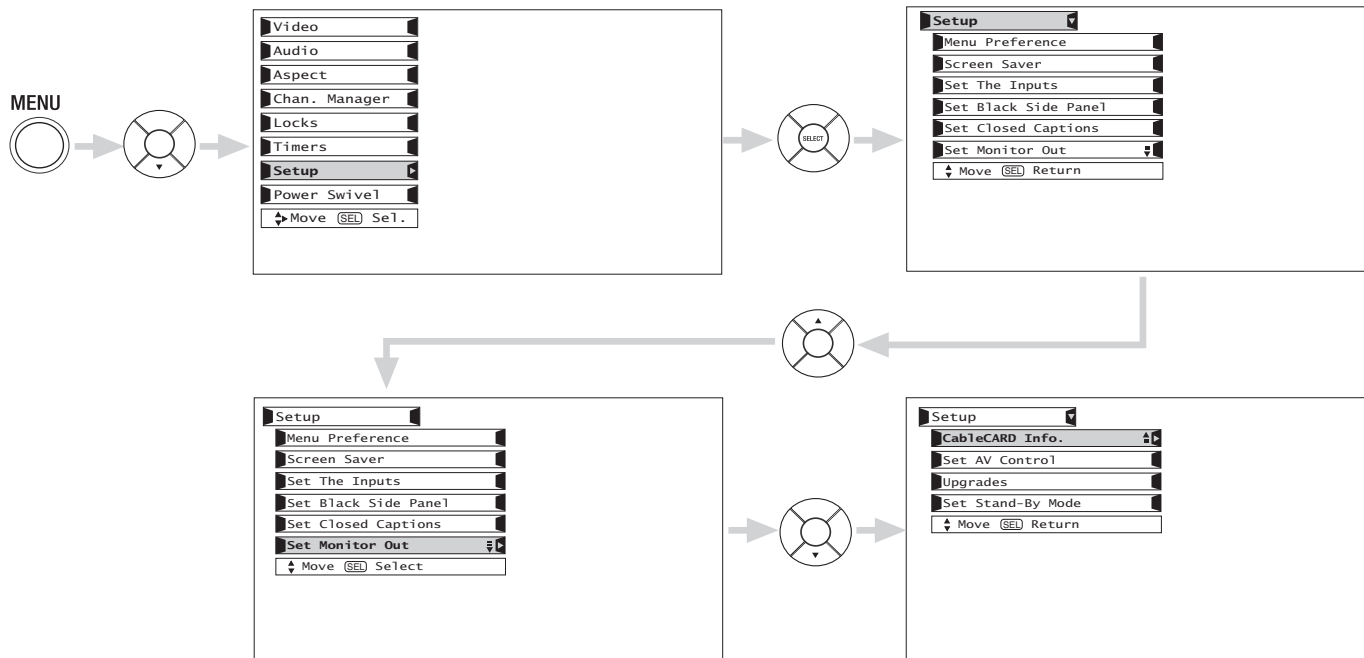 MENU
Video
Audio
Aspect
Chan. Manager
Locks
Timers
Setup
Power Swivel
Move SEL Sel.
SELECT
Setup
Menu Preference
Screen Saver
Set The Inputs
Set Black Side Panel
Set Closed Captions
Set Monitor Out
Move SEL Return
Setup
Menu Preference
Screen Saver
Set The Inputs
Set Black Side Panel
Set Closed Captions
Set Monitor Out
Move SEL Select
Setup
CableCARD Info.
Set AV Control
Upgrades
Set Stand-By Mode
Move SEL Return